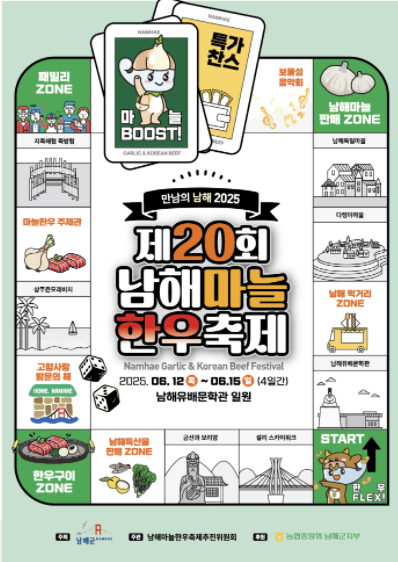 NAMHAE
마늘
BOOST!
GARLIC & KOREAN BEEF
특가
찬스
패밀리
ZONE
보물섬
음악회
남해마늘
판매 ZONE
지족해협 죽방렴
남해독일마을
만남의 남해 2025
제20회
남해마늘
한우축제
Namhae Garlic & Korean Beef Festival
2025. 06. 12 목 ~ 06.15 일 (4일간)
남해유배문학관 일원
마늘한우 주제관
다랭이마을
상주은모래비치
남해 먹거리
ZONE
고향사랑
방문의 해
HOME, NAMHAE
남해유배문학관
한우구이
ZONE
남해특산물
판매 ZONE
금산과 보리암
설리 스카이워크
START
한우
FLEX!
주최 남해군
주관 남해마늘한우축제추진위원회
후원 농협중앙회 남해군지부